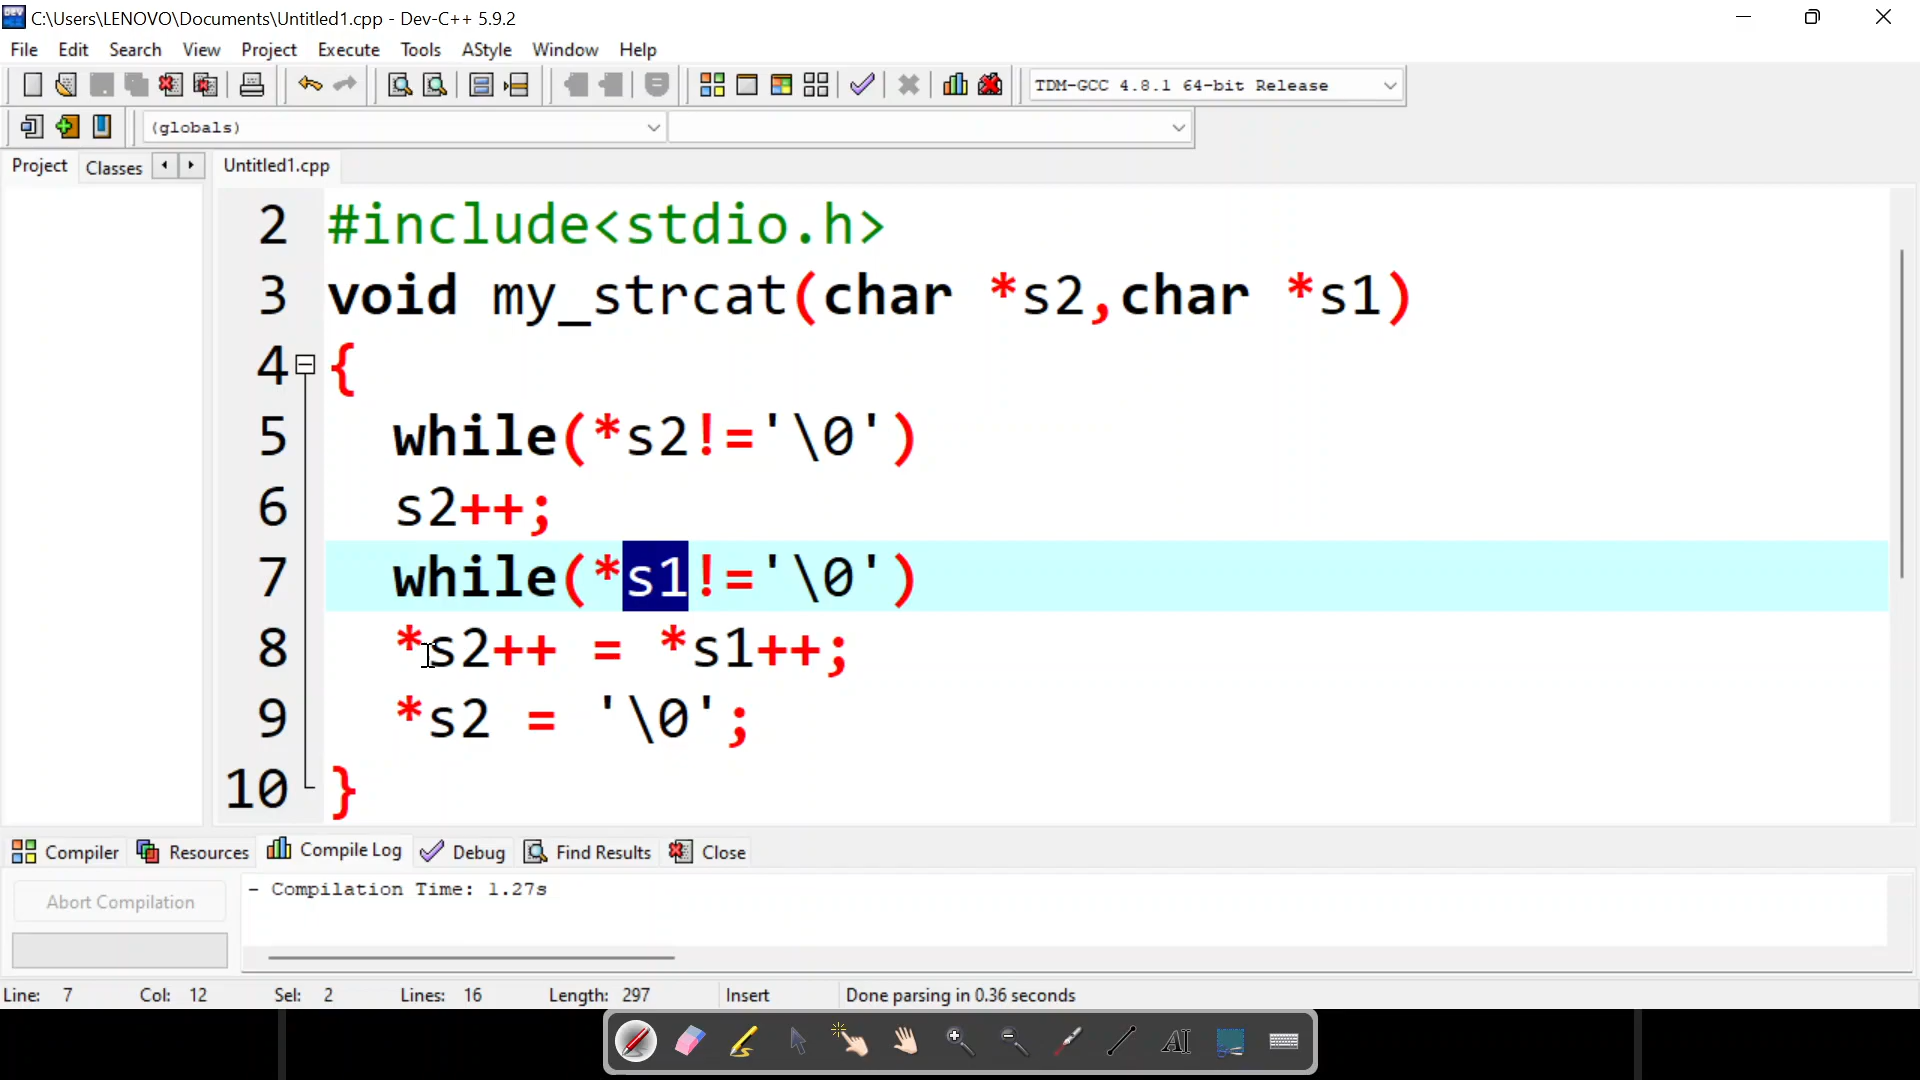 C:\Users\LENOVO\Documents\Untitled1.cpp - Dev-C++ 5.9.2
File Edit Search View Project Execute Tools AStyle Window Help
TDM-GCC 4.8.1 64-bit Release
(globals)
Project Classes Untitled1.cpp
2 #include<stdio.h>
3 void my_strcat(char *s2,char *s1)
4 {
5 while(*s2!='\0')
6 s2++;
7 while(*s1!='\0')
8 *s2++ = *s1++;
9 *s2 = '\0';
10 }
Compiler Resources Compile Log Debug Find Results Close
Abort Compilation
- Compilation Time: 1.27s
Line: 7 Col: 12 Sel: 2 Lines: 16 Length: 297 Insert Done parsing in 0.36 seconds